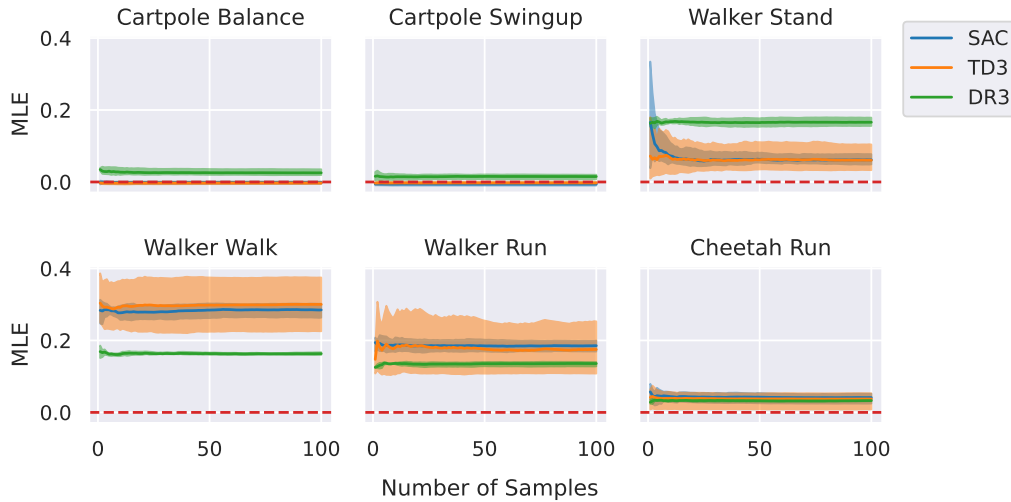 Cartpole Balance Cartpole Swingup Walker Stand
SAC
TD3
DR3
MLE
0.4
0.2
0.0
Walker Walk Walker Run Cheetah Run
MLE
0.4
0.2
0.0
0 50 100 0 50 100 0 50 100
Number of Samples